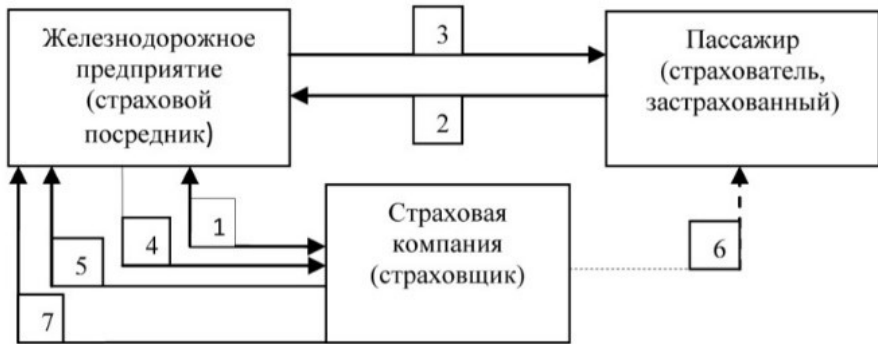 Железнодорожное
предприятие
(страховой
посредник)
3
2
Пассажир
(страхователь,
застрахованный)
Страховая
компания
(страховщик)
1
4
5
6
7